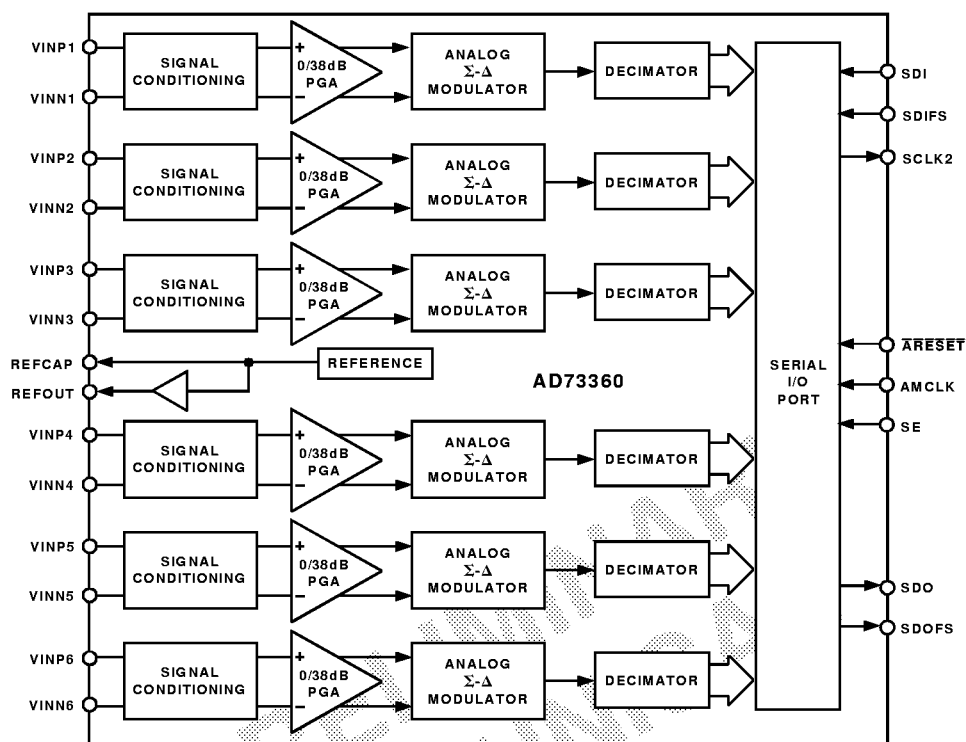 VINP1
VINN1
SIGNAL
CONDITIONING
+
0/38dB
PGA
−
ANALOG
Σ-Δ
MODULATOR
DECIMATOR
VINP2
VINN2
SIGNAL
CONDITIONING
+
0/38dB
PGA
−
ANALOG
Σ-Δ
MODULATOR
DECIMATOR
VINP3
VINN3
SIGNAL
CONDITIONING
+
0/38dB
PGA
−
ANALOG
Σ-Δ
MODULATOR
DECIMATOR
REFCAP
REFOUT
REFERENCE
AD73360
VINP4
VINN4
SIGNAL
CONDITIONING
+
0/38dB
PGA
−
ANALOG
Σ-Δ
MODULATOR
DECIMATOR
VINP5
VINN5
SIGNAL
CONDITIONING
+
0/38dB
PGA
−
ANALOG
Σ-Δ
MODULATOR
DECIMATOR
VINP6
VINN6
SIGNAL
CONDITIONING
+
0/38dB
PGA
−
ANALOG
Σ-Δ
MODULATOR
DECIMATOR
SERIAL
I/O
PORT
SDI
SDIFS
SCLK2
ARESET
AMCLK
SE
SDO
SDOFS